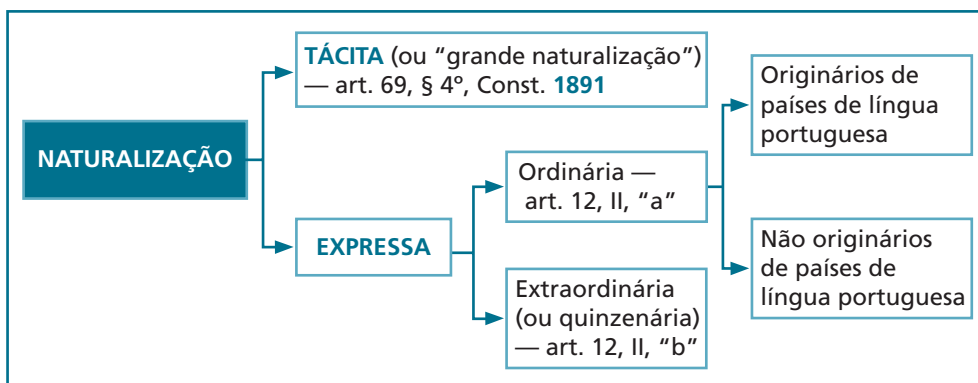 NATURALIZAÇÃO
TÁCITA (ou “grande naturalização”)
— art. 69, § 4º, Const. 1891
EXPRESSA
Ordinária —
art. 12, II, “a”
Extraordinária
(ou quinzenária)
— art. 12, II, “b”
Originários de
países de língua
portuguesa
Não originários
de países de
língua portuguesa